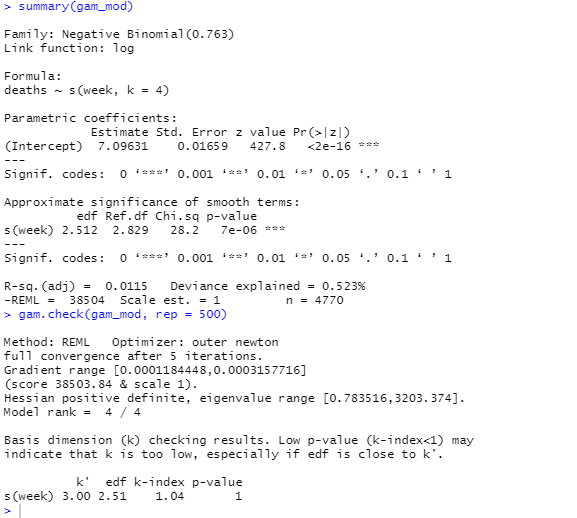 > summary(gam_mod)
Family: Negative Binomial(0.763)
Link function: log
Formula:
deaths ~ s(week, k = 4)
Parametric coefficients:
Estimate Std. Error z value Pr(>|z|)
(Intercept) 7.09631 0.01659 427.8 <2e-16 ***
---
Signif. codes: 0 ‘***’ 0.001 ‘**’ 0.01 ‘*’ 0.05 ‘.’ 0.1 ‘ ’ 1
Approximate significance of smooth terms:
edf Ref.df Chi.sq p-value
s(week) 2.512 2.829 28.2 7e-06 ***
---
Signif. codes: 0 ‘***’ 0.001 ‘**’ 0.01 ‘*’ 0.05 ‘.’ 0.1 ‘ ’ 1
R-sq.(adj) = 0.0115 Deviance explained = 0.523%
-REML = 38504 Scale est. = 1 n = 4770
> gam.check(gam_mod, rep = 500)
Method: REML Optimizer: outer newton
full convergence after 5 iterations.
Gradient range [0.0001184448,0.0003157716]
(score 38503.84 & scale 1).
Hessian positive definite, eigenvalue range [0.783516,3203.374].
Model rank = 4 / 4
Basis dimension (k) checking results. Low p-value (k-index<1) may
indicate that k is too low, especially if edf is close to k'.
k' edf k-index p-value
s(week) 3.00 2.51 1.04 1
>